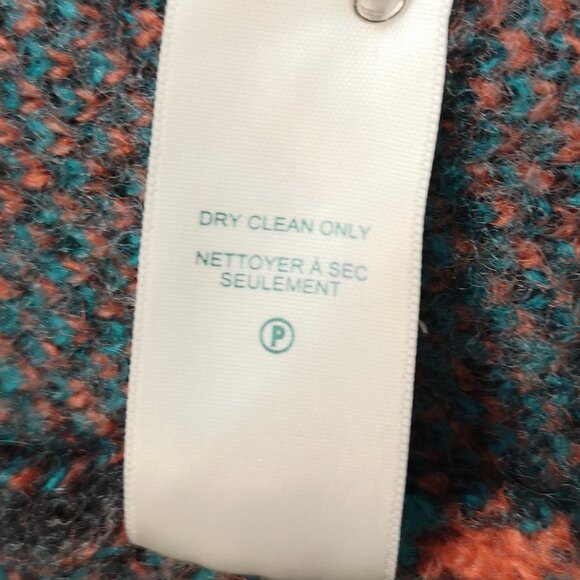 DRY CLEAN ONLY
NETTOYER À SEC
SEULEMENT
P